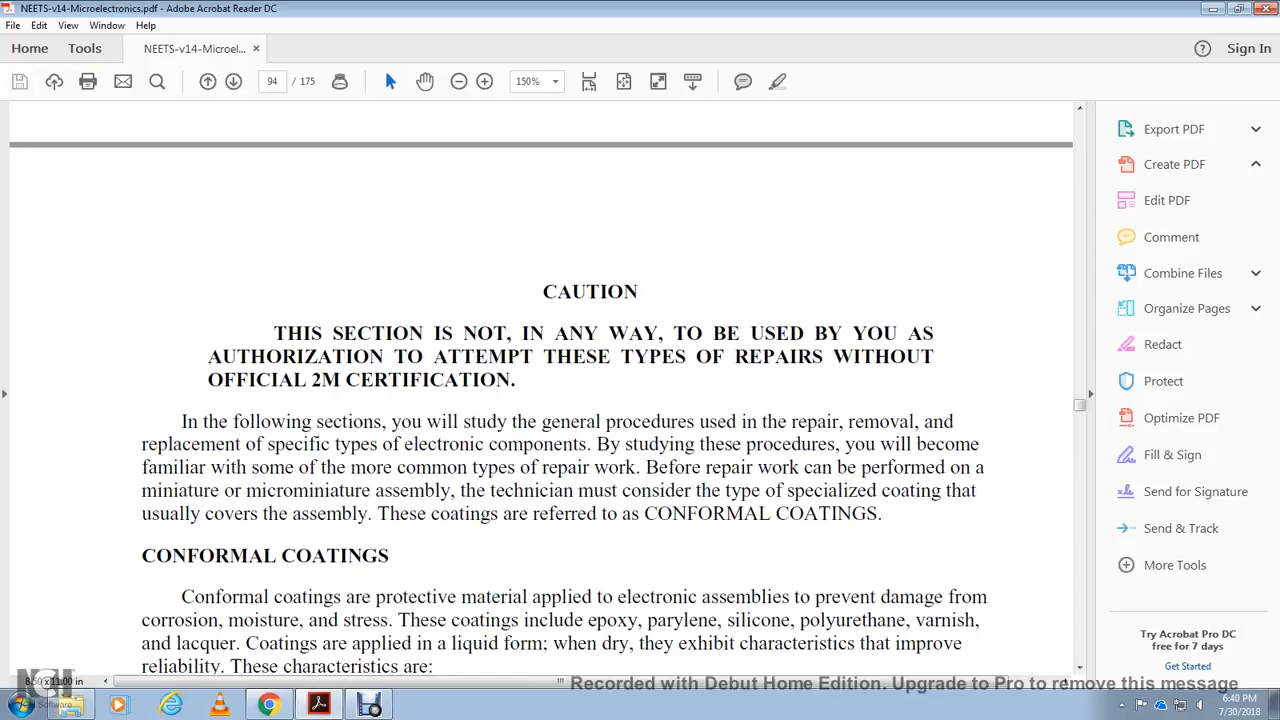 NEETS-v14-Microelectronics.pdf - Adobe Acrobat Reader DC
File Edit View Window Help
Home Tools NEETS-v14-Microel... × Sign In
94 / 175 150%
Export PDF
Create PDF
Edit PDF
Comment
Combine Files
Organize Pages
Redact
Protect
Optimize PDF
Fill & Sign
Send for Signature
Send & Track
More Tools
Try Acrobat Pro DC
free for 7 days
Get Started
CAUTION
THIS SECTION IS NOT, IN ANY WAY, TO BE USED BY YOU AS
AUTHORIZATION TO ATTEMPT THESE TYPES OF REPAIRS WITHOUT
OFFICIAL 2M CERTIFICATION.
In the following sections, you will study the general procedures used in the repair, removal, and
replacement of specific types of electronic components. By studying these procedures, you will become
familiar with some of the more common types of repair work. Before repair work can be performed on a
miniature or microminiature assembly, the technician must consider the type of specialized coating that
usually covers the assembly. These coatings are referred to as CONFORMAL COATINGS.
CONFORMAL COATINGS
Conformal coatings are protective material applied to electronic assemblies to prevent damage from
corrosion, moisture, and stress. These coatings include epoxy, parylene, silicone, polyurethane, varnish,
and lacquer. Coatings are applied in a liquid form; when dry, they exhibit characteristics that improve
reliability. These characteristics are:
8.50 x 11.00 in
NCH Software
Recorded with Debut Home Edition. Upgrade to Pro to remove this message
6:40 PM
7/30/2018